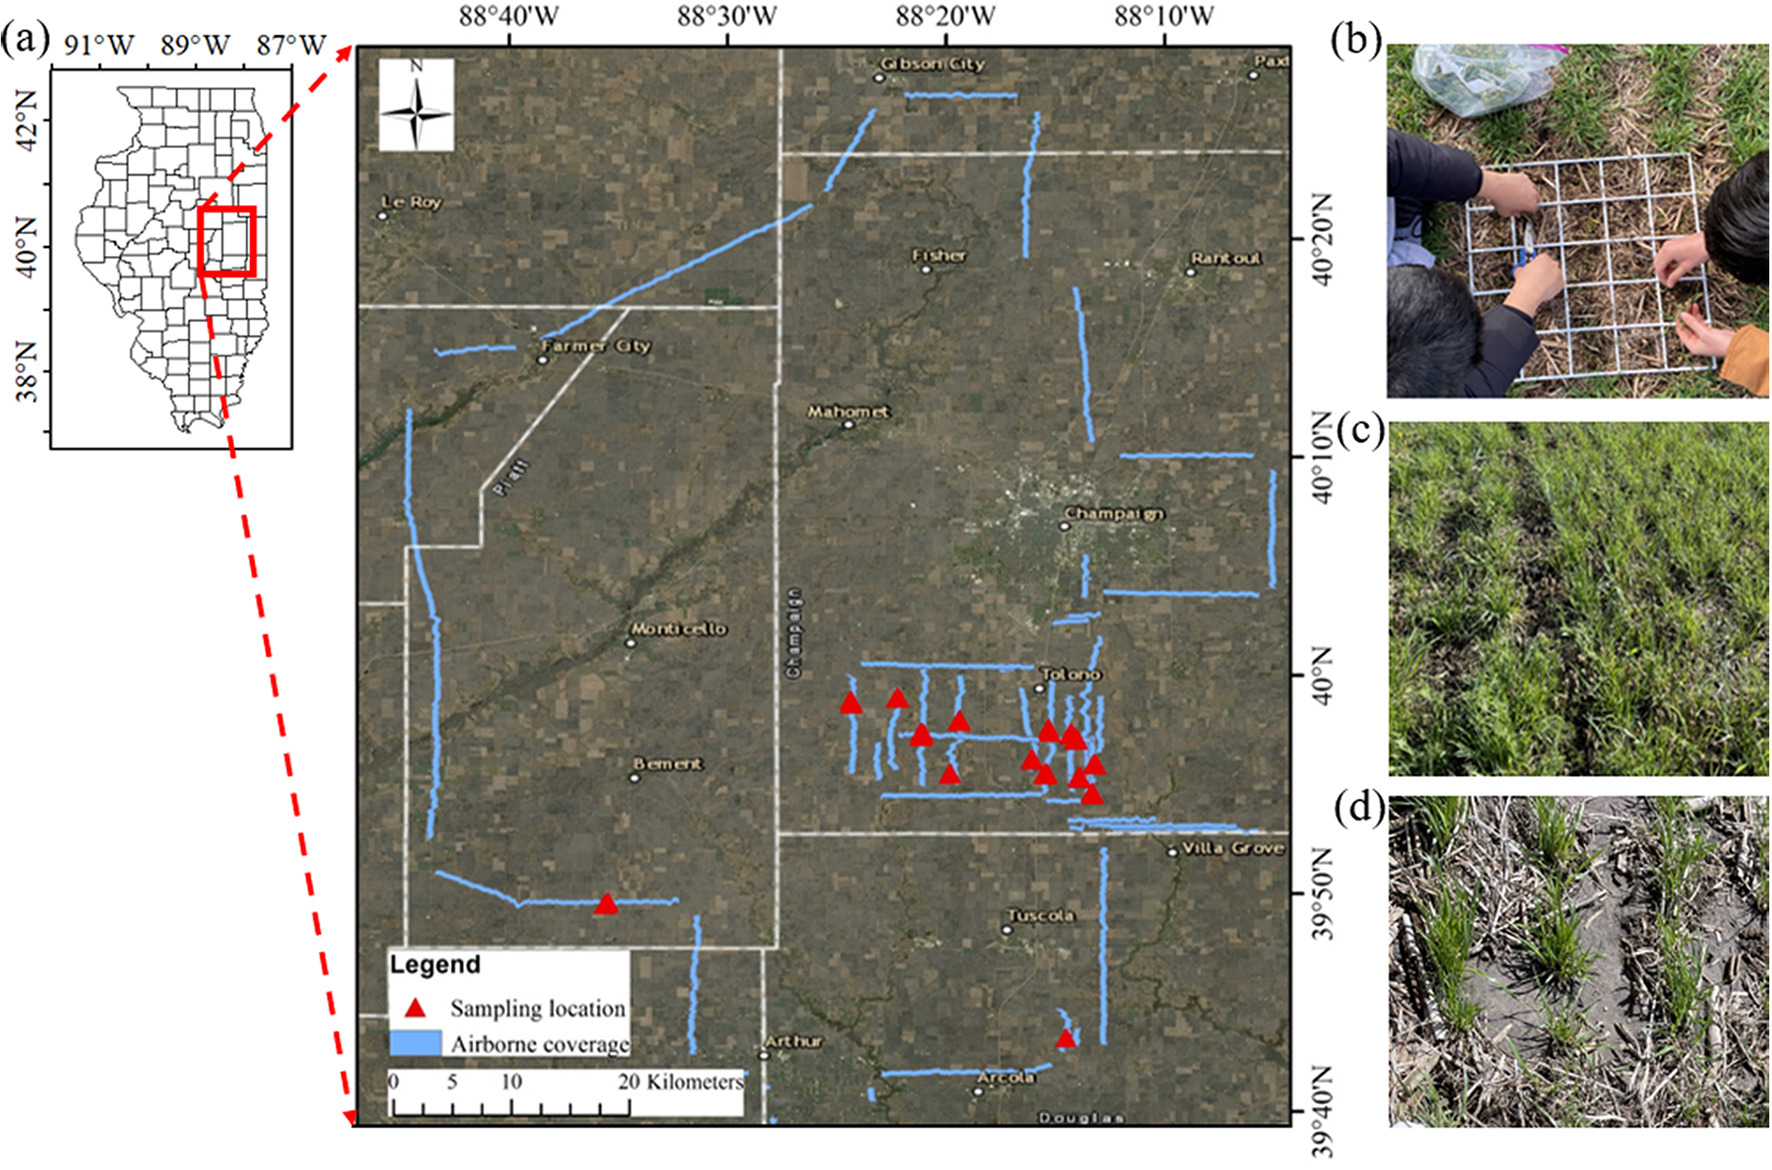 (a)
91°W 89°W 87°W
42°N
40°N
38°N
88°40'W 88°30'W 88°20'W 88°10'W
N
Gibson City
Le Roy
Fisher
Rantoul
Farmer City
Mahomet
Piatt
Champaign
Champaign
Monticello
Tolono
Bement
Villa Grove
Tuscola
Arthur
Arcola
Douglas
40°20'N
40°10'N
40°N
39°50'N
39°40'N
Legend
Sampling location
Airborne coverage
0 5 10 20 Kilometers
(b)
(c)
(d)